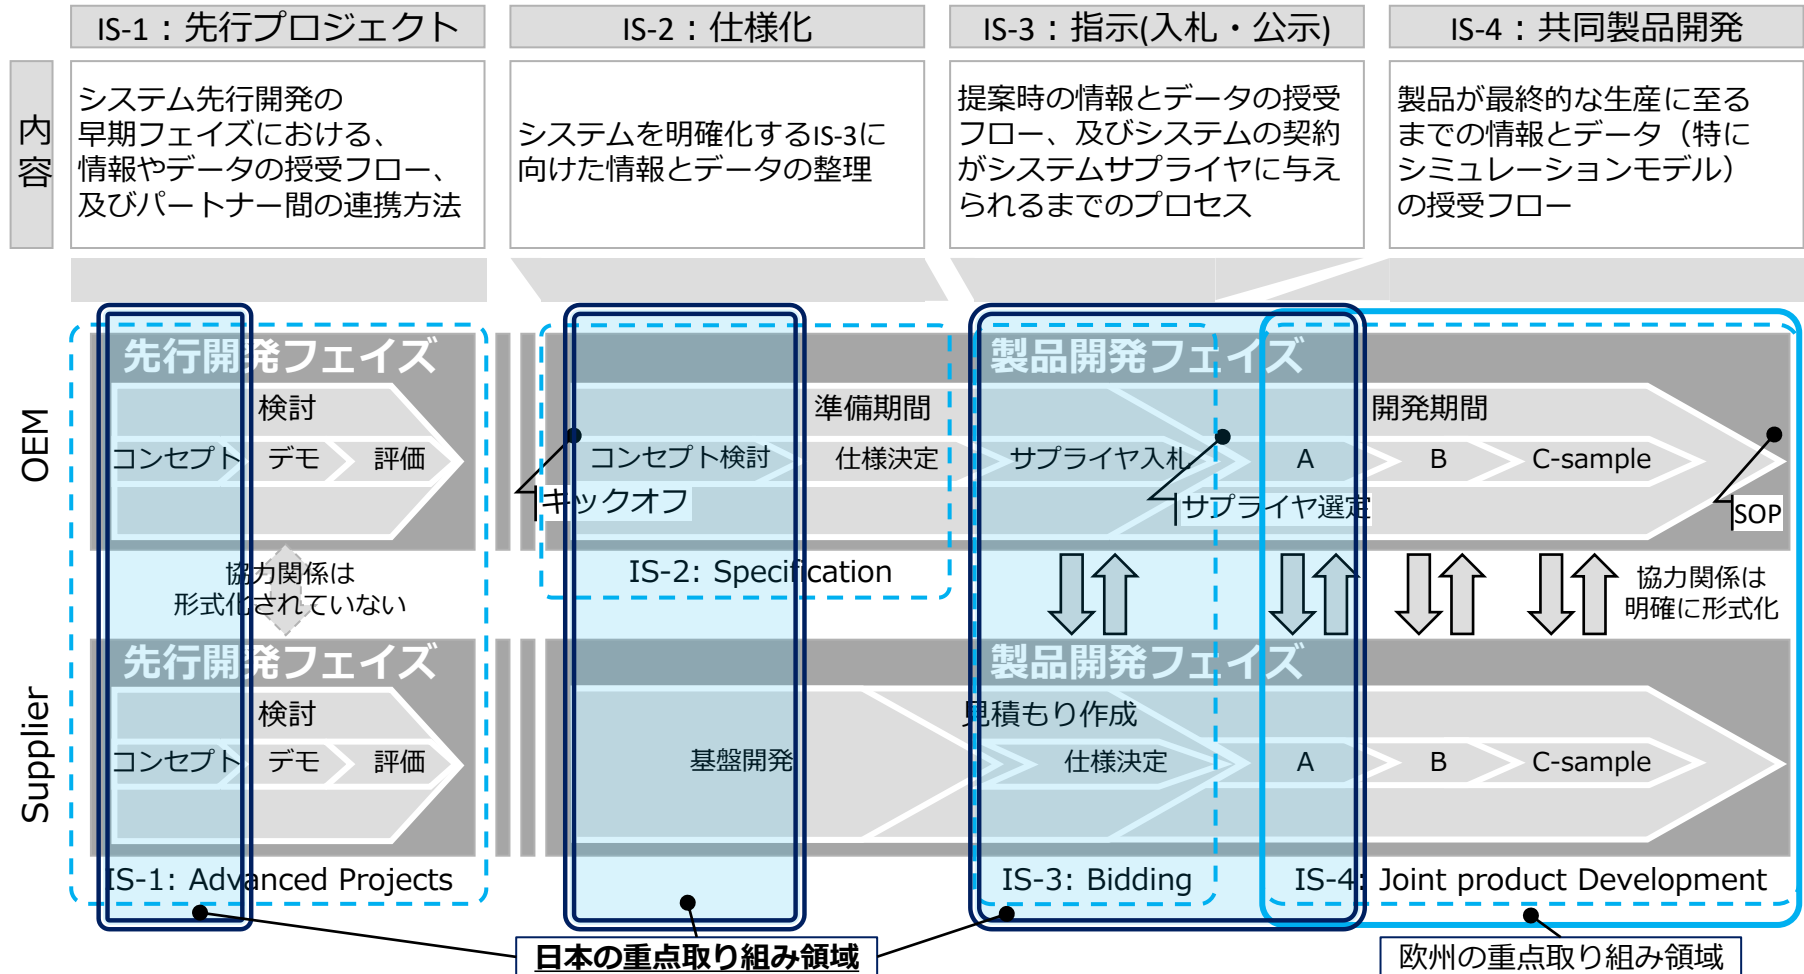 IS-1：先行プロジェクト
IS-2：仕様化
IS-3：指示(入札・公示)
IS-4：共同製品開発
内容
システム先行開発の
早期フェイズにおける、
情報やデータの授受フロー、
及びパートナー間の連携方法
システムを明確化するIS-3に
向けた情報とデータの整理
提案時の情報とデータの授受
フロー、及びシステムの契約
がシステムサプライヤに与え
られるまでのプロセス
製品が最終的な生産に至る
までの情報とデータ（特に
シミュレーションモデル）
の授受フロー
OEM
先行開発フェイズ
検討
コンセプト
デモ
評価
製品開発フェイズ
準備期間
開発期間
コンセプト検討
仕様決定
サプライヤ入札
A
B
C-sample
キックオフ
サプライヤ選定
SOP
協力関係は
形式化されていない
IS-2: Specification
協力関係は
明確に形式化
Supplier
先行開発フェイズ
検討
コンセプト
デモ
評価
製品開発フェイズ
見積もり作成
基盤開発
仕様決定
A
B
C-sample
IS-1: Advanced Projects
IS-3: Bidding
IS-4: Joint product Development
日本の重点取り組み領域
欧州の重点取り組み領域